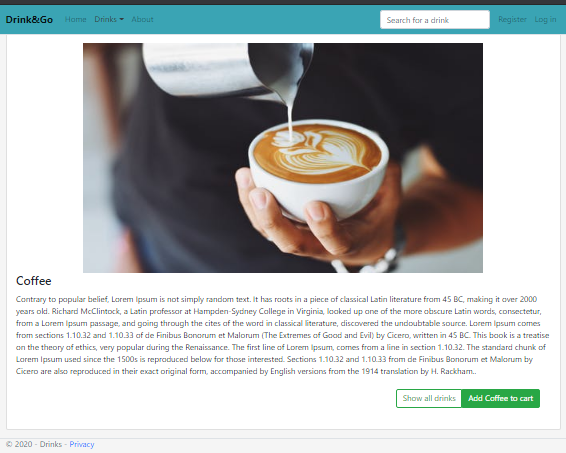 Drink&Go Home Drinks About Search for a drink Register Log in
Coffee
Contrary to popular belief, Lorem Ipsum is not simply random text. It has roots in a piece of classical Latin literature from 45 BC, making it over 2000
years old. Richard McClintock, a Latin professor at Hampden-Sydney College in Virginia, looked up one of the more obscure Latin words, consectetur,
from a Lorem Ipsum passage, and going through the cites of the word in classical literature, discovered the undoubtable source. Lorem Ipsum comes
from sections 1.10.32 and 1.10.33 of de Finibus Bonorum et Malorum (The Extremes of Good and Evil) by Cicero, written in 45 BC. This book is a treatise
on the theory of ethics, very popular during the Renaissance. The first line of Lorem Ipsum, comes from a line in section 1.10.32. The standard chunk of
Lorem Ipsum used since the 1500s is reproduced below for those interested. Sections 1.10.32 and 1.10.33 from de Finibus Bonorum et Malorum by
Cicero are also reproduced in their exact original form, accompanied by English versions from the 1914 translation by H. Rackham..
Show all drinks Add Coffee to cart
© 2020 - Drinks - Privacy